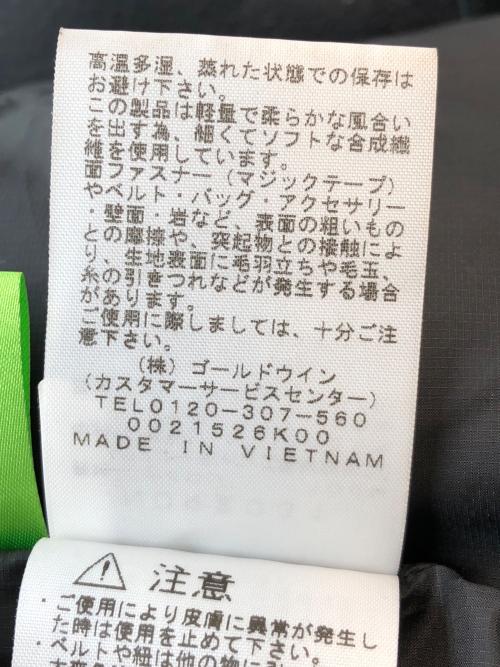 高温多湿、蒸れた状態での保存は
お避け下さい。
この製品は軽量で柔らかな風合い
を出す為、細くてソフトな合成繊
維を使用しています。
面ファスナー（マジックテープ）
やベルト・バッグ・アクセサリー
・壁面・岩など、表面の粗いもの
との摩擦や、突起物との接触によ
り、生地表面に毛羽立ちや毛玉、
糸の引きつれなどが発生する場合
があります。
ご使用に際しましては、十分ご注
意下さい。
（株）ゴールドウイン
（カスタマーサービスセンター）
TEL0120-307-560
0021526K00
MADE IN VIETNAM
注意
・ご使用により皮膚に異常が発生し
た時は使用を止めて下さい。
・ベルトや紐は他の物に引